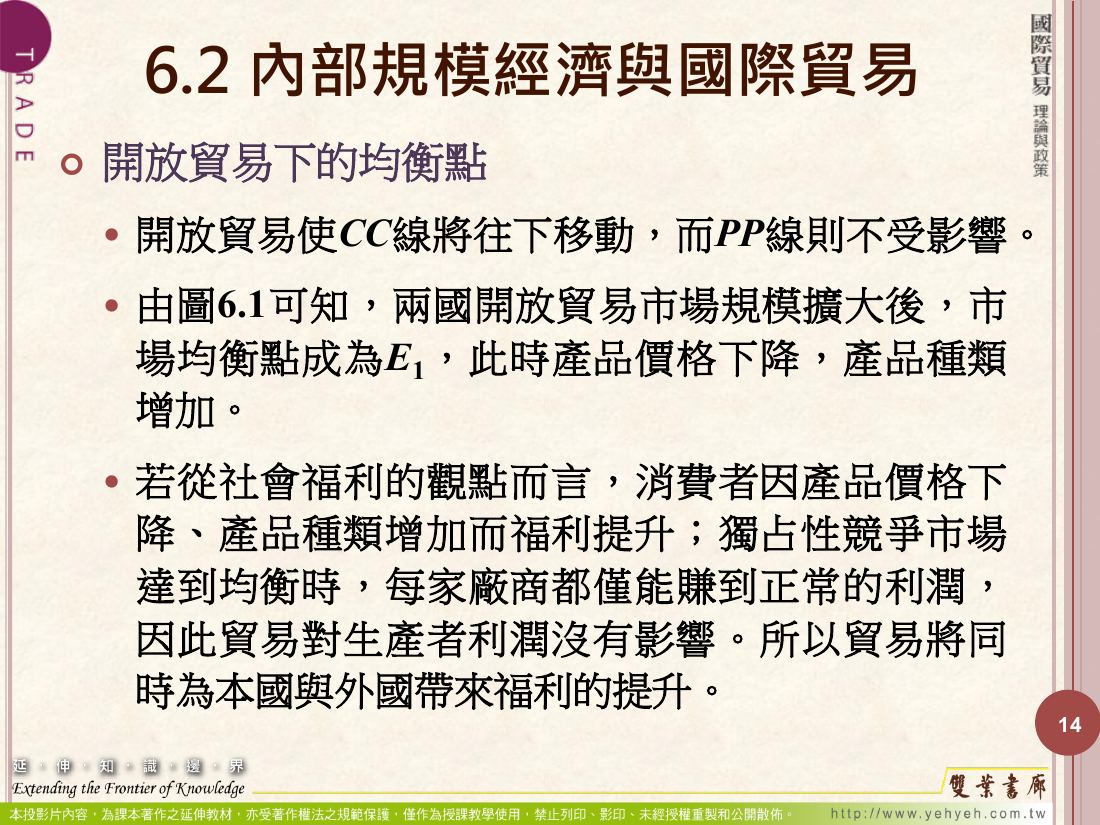 TRADE
國際貿易 理論與政策
6.2 內部規模經濟與國際貿易
開放貿易下的均衡點
• 開放貿易使CC線將往下移動，而PP線則不受影響。
• 由圖6.1可知，兩國開放貿易市場規模擴大後，市
場均衡點成為E₁，此時產品價格下降，產品種類
增加。
• 若從社會福利的觀點而言，消費者因產品價格下
降、產品種類增加而福利提升；獨占性競爭市場
達到均衡時，每家廠商都僅能賺到正常的利潤，
因此貿易對生產者利潤沒有影響。所以貿易將同
時為本國與外國帶來福利的提升。
14
延。伸。知。識。邊。界
Extending the Frontier of Knowledge
雙葉書廊
本投影片內容，為課本著作之延伸教材，亦受著作權法之規範保護，僅作為授課教學使用，禁止列印、影印、未經授權重製和公開散佈。
http://www.yehyeh.com.tw